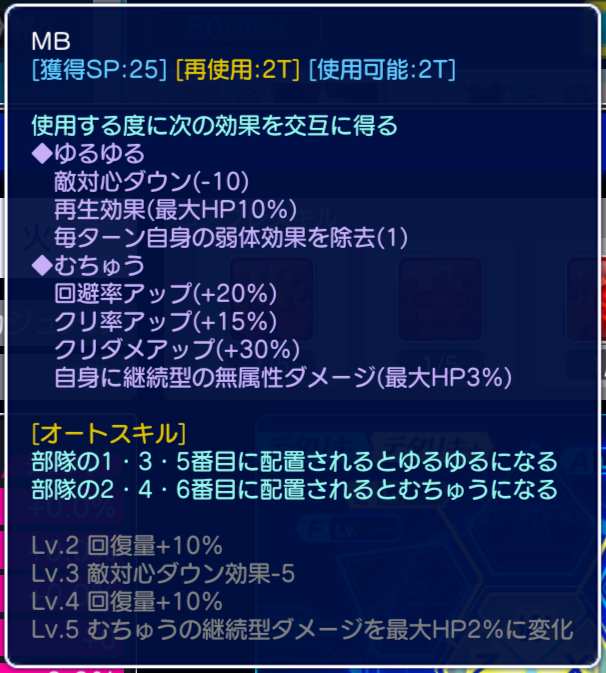 MB
[獲得SP:25] [再使用:2T] [使用可能:2T]
使用する度に次の効果を交互に得る
◆ゆるゆる
敵対心ダウン(-10)
再生効果(最大HP10%)
毎ターン自身の弱体効果を除去(1)
◆むちゅう
回避率アップ(+20%)
クリ率アップ(+15%)
クリダメアップ(+30%)
自身に継続型の無属性ダメージ(最大HP3%)
[オートスキル]
部隊の1・3・5番目に配置されるとゆるゆるになる
部隊の2・4・6番目に配置されるとむちゅうになる
Lv.2 回復量+10%
Lv.3 敵対心ダウン効果-5
Lv.4 回復量+10%
Lv.5 むちゅうの継続型ダメージを最大HP2%に変化